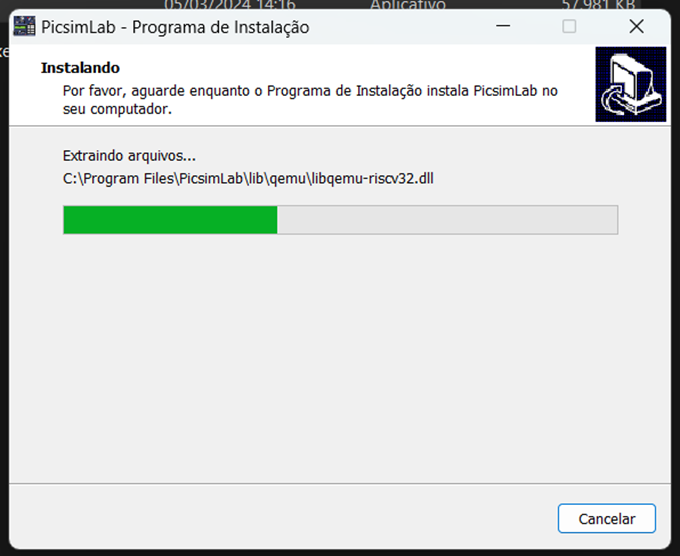 05/03/2024 14:16 Aplicativo 57.981 KB
PicsimLab - Programa de Instalação
Instalando
Por favor, aguarde enquanto o Programa de Instalação instala PicsimLab no
seu computador.
Extraindo arquivos...
C:\Program Files\PicsimLab\lib\qemu\libqemu-riscv32.dll
Cancelar